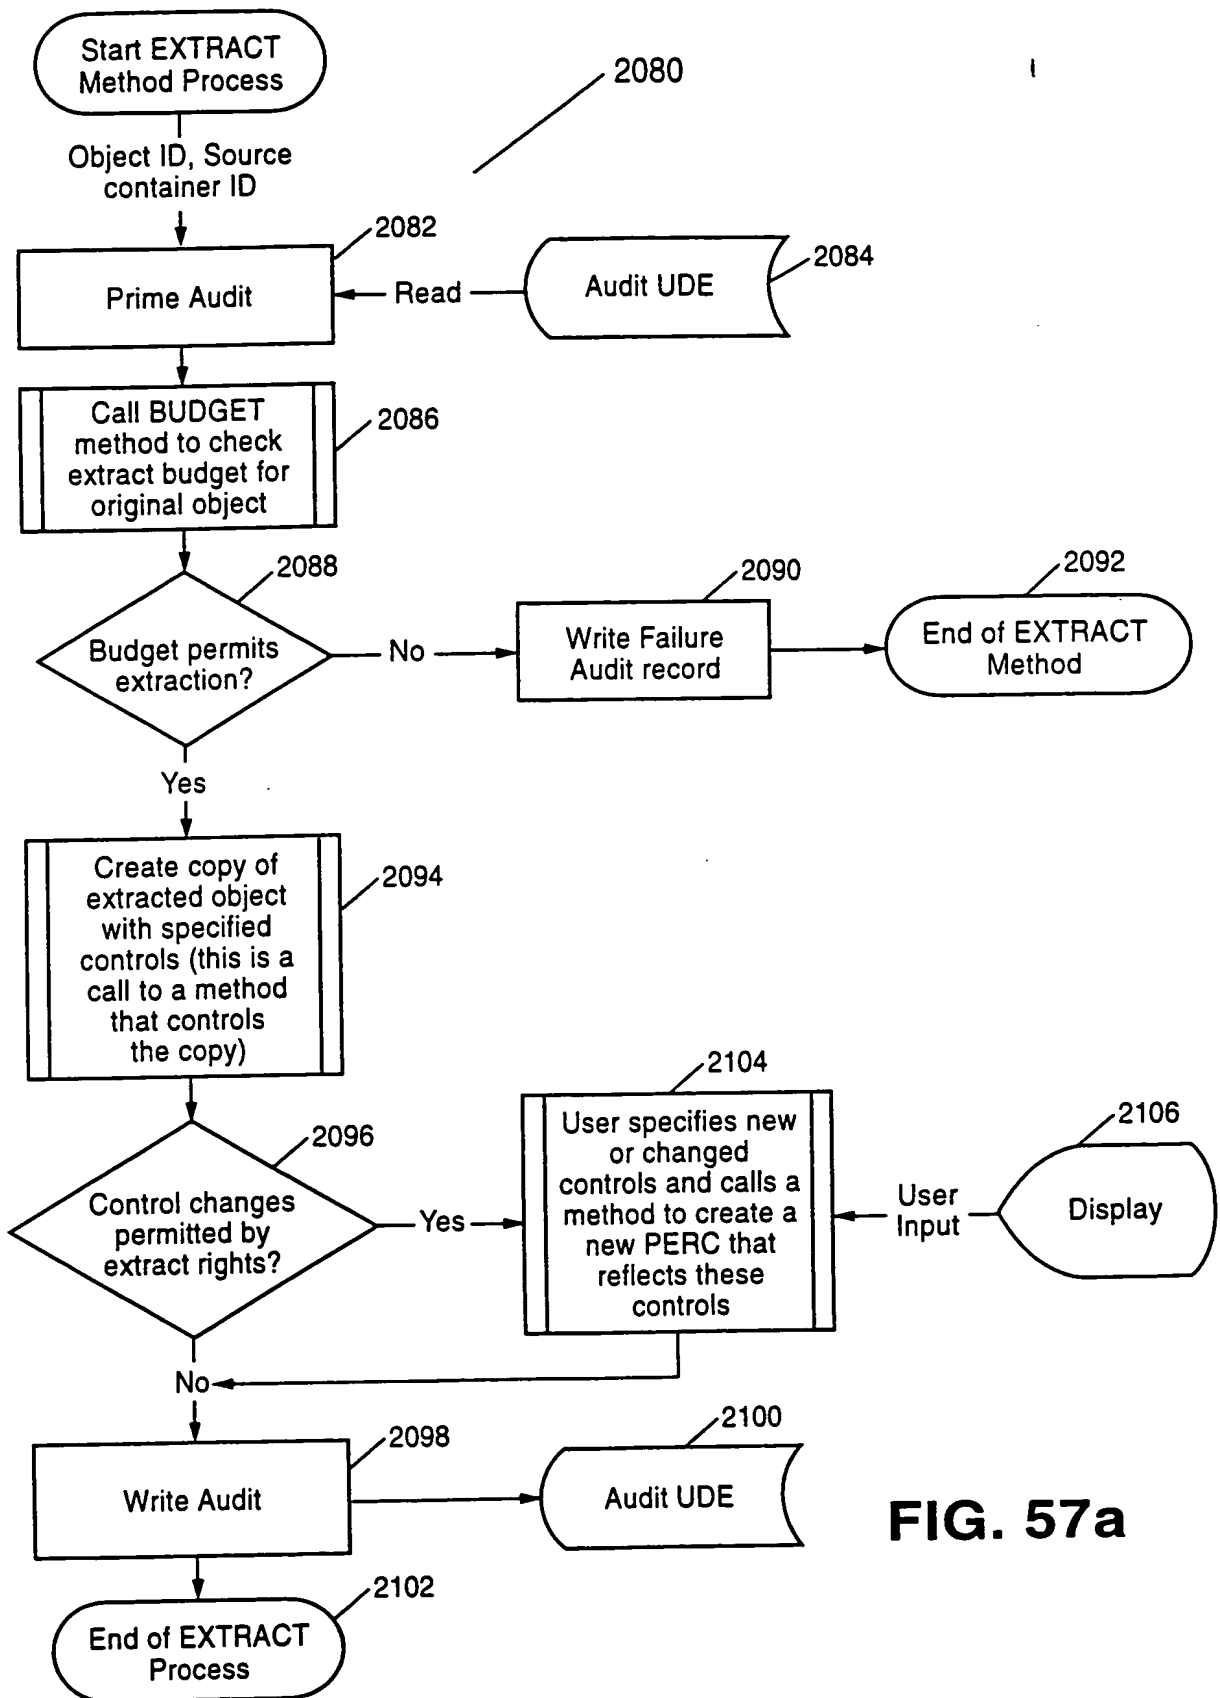 Start EXTRACT
Method Process
2080
Object ID, Source
container ID
2082
Prime Audit
Read
Audit UDE
2084
Call BUDGET
method to check
extract budget for
original object
2086
2088
Budget permits
extraction?
No
2090
Write Failure
Audit record
2092
End of EXTRACT
Method
Yes
Create copy of
extracted object
with specified
controls (this is a
call to a method
that controls
the copy)
2094
2096
Control changes
permitted by
extract rights?
Yes
2104
User specifies new
or changed
controls and calls a
method to create a
new PERC that
reflects these
controls
User
Input
2106
Display
No
2098
Write Audit
2100
Audit UDE
FIG. 57a
2102
End of EXTRACT
Process